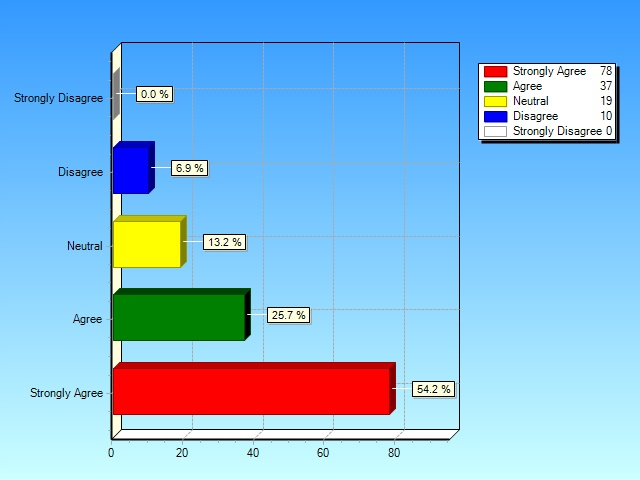 Strongly Agree 78
Agree 37
Neutral 19
Disagree 10
Strongly Disagree 0
Strongly Disagree 0.0 %
Disagree 6.9 %
Neutral 13.2 %
Agree 25.7 %
Strongly Agree 54.2 %
0 20 40 60 80